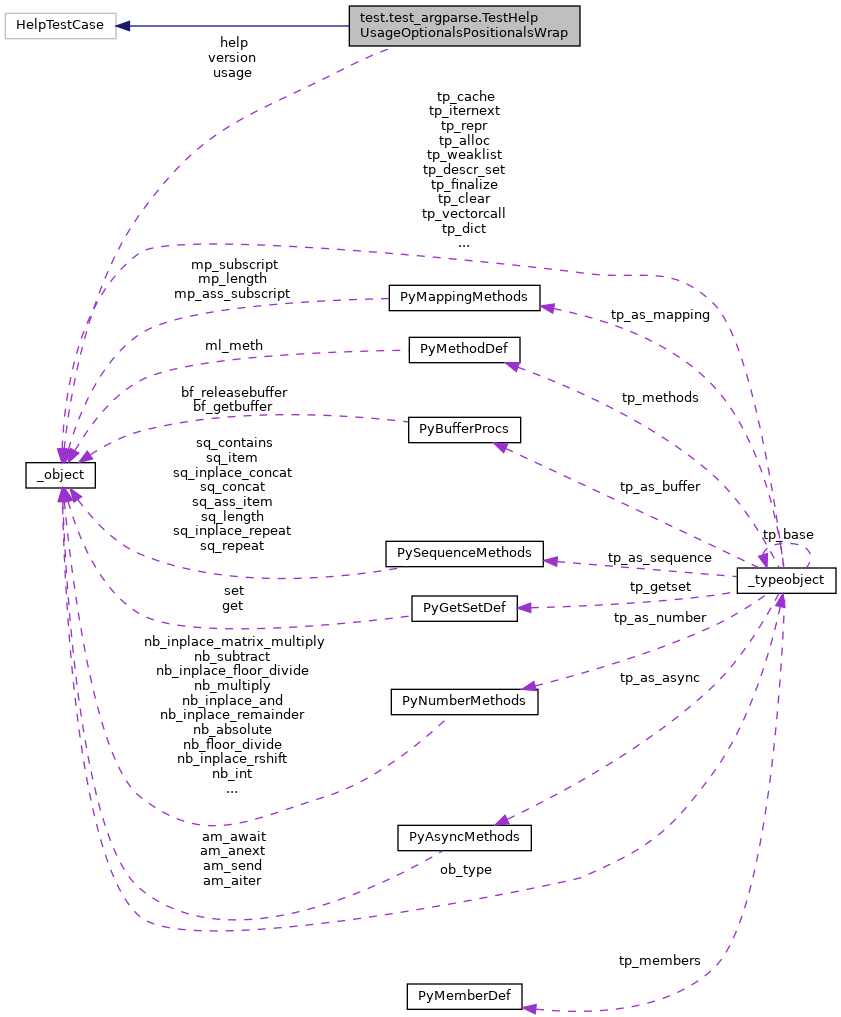 HelpTestCase
test.test_argparse.TestHelp
UsageOptionalsPositionalsWrap
help
version
usage
tp_cache
tp_iternext
tp_repr
tp_alloc
tp_weaklist
tp_descr_set
tp_finalize
tp_clear
tp_vectorcall
tp_dict
...
mp_subscript
mp_length
mp_ass_subscript
PyMappingMethods
tp_as_mapping
ml_meth
PyMethodDef
tp_methods
bf_releasebuffer
bf_getbuffer
PyBufferProcs
_object
sq_contains
sq_item
sq_inplace_concat
sq_concat
sq_ass_item
sq_length
sq_inplace_repeat
sq_repeat
tp_as_buffer
tp_base
PySequenceMethods
tp_as_sequence
_typeobject
set
get
PyGetSetDef
tp_getset
tp_as_number
nb_inplace_matrix_multiply
nb_subtract
nb_inplace_floor_divide
nb_multiply
nb_inplace_and
nb_inplace_remainder
nb_absolute
nb_floor_divide
nb_inplace_rshift
nb_int
...
PyNumberMethods
tp_as_async
am_await
am_anext
am_send
am_aiter
PyAsyncMethods
ob_type
tp_members
PyMemberDef